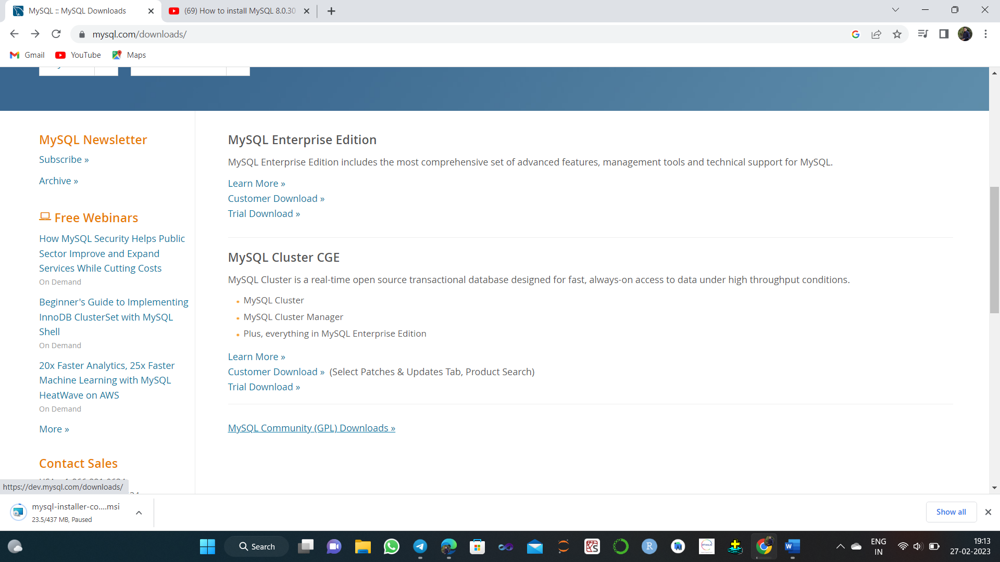 MySQL :: MySQL Downloads
(69) How to install MySQL 8.0.30
mysql.com/downloads/
Gmail
YouTube
Maps
MySQL Newsletter
Subscribe »
Archive »
Free Webinars
How MySQL Security Helps Public
Sector Improve and Expand
Services While Cutting Costs
On Demand
Beginner's Guide to Implementing
InnoDB ClusterSet with MySQL
Shell
On Demand
20x Faster Analytics, 25x Faster
Machine Learning with MySQL
HeatWave on AWS
On Demand
More »
Contact Sales
MySQL Enterprise Edition
MySQL Enterprise Edition includes the most comprehensive set of advanced features, management tools and technical support for MySQL.
Learn More »
Customer Download »
Trial Download »
MySQL Cluster CGE
MySQL Cluster is a real-time open source transactional database designed for fast, always-on access to data under high throughput conditions.
MySQL Cluster
MySQL Cluster Manager
Plus, everything in MySQL Enterprise Edition
Learn More »
Customer Download » (Select Patches & Updates Tab, Product Search)
Trial Download »
MySQL Community (GPL) Downloads »
https://dev.mysql.com/downloads/
mysql-installer-co....msi
23.5/437 MB, Paused
Show all
Search
ENG
IN
19:13
27-02-2023